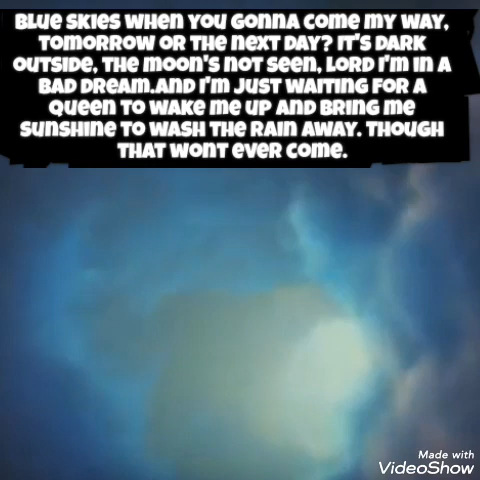 Blue skies when you gonna come my way,
tomorrow or the next day? It's dark
outside, the moon's not seen, Lord I'm in a
bad dream.And I'm just waiting for a
queen to wake me up and bring me
sunshine to wash the rain away. Though
that wont ever come.
Made with
VideoShow